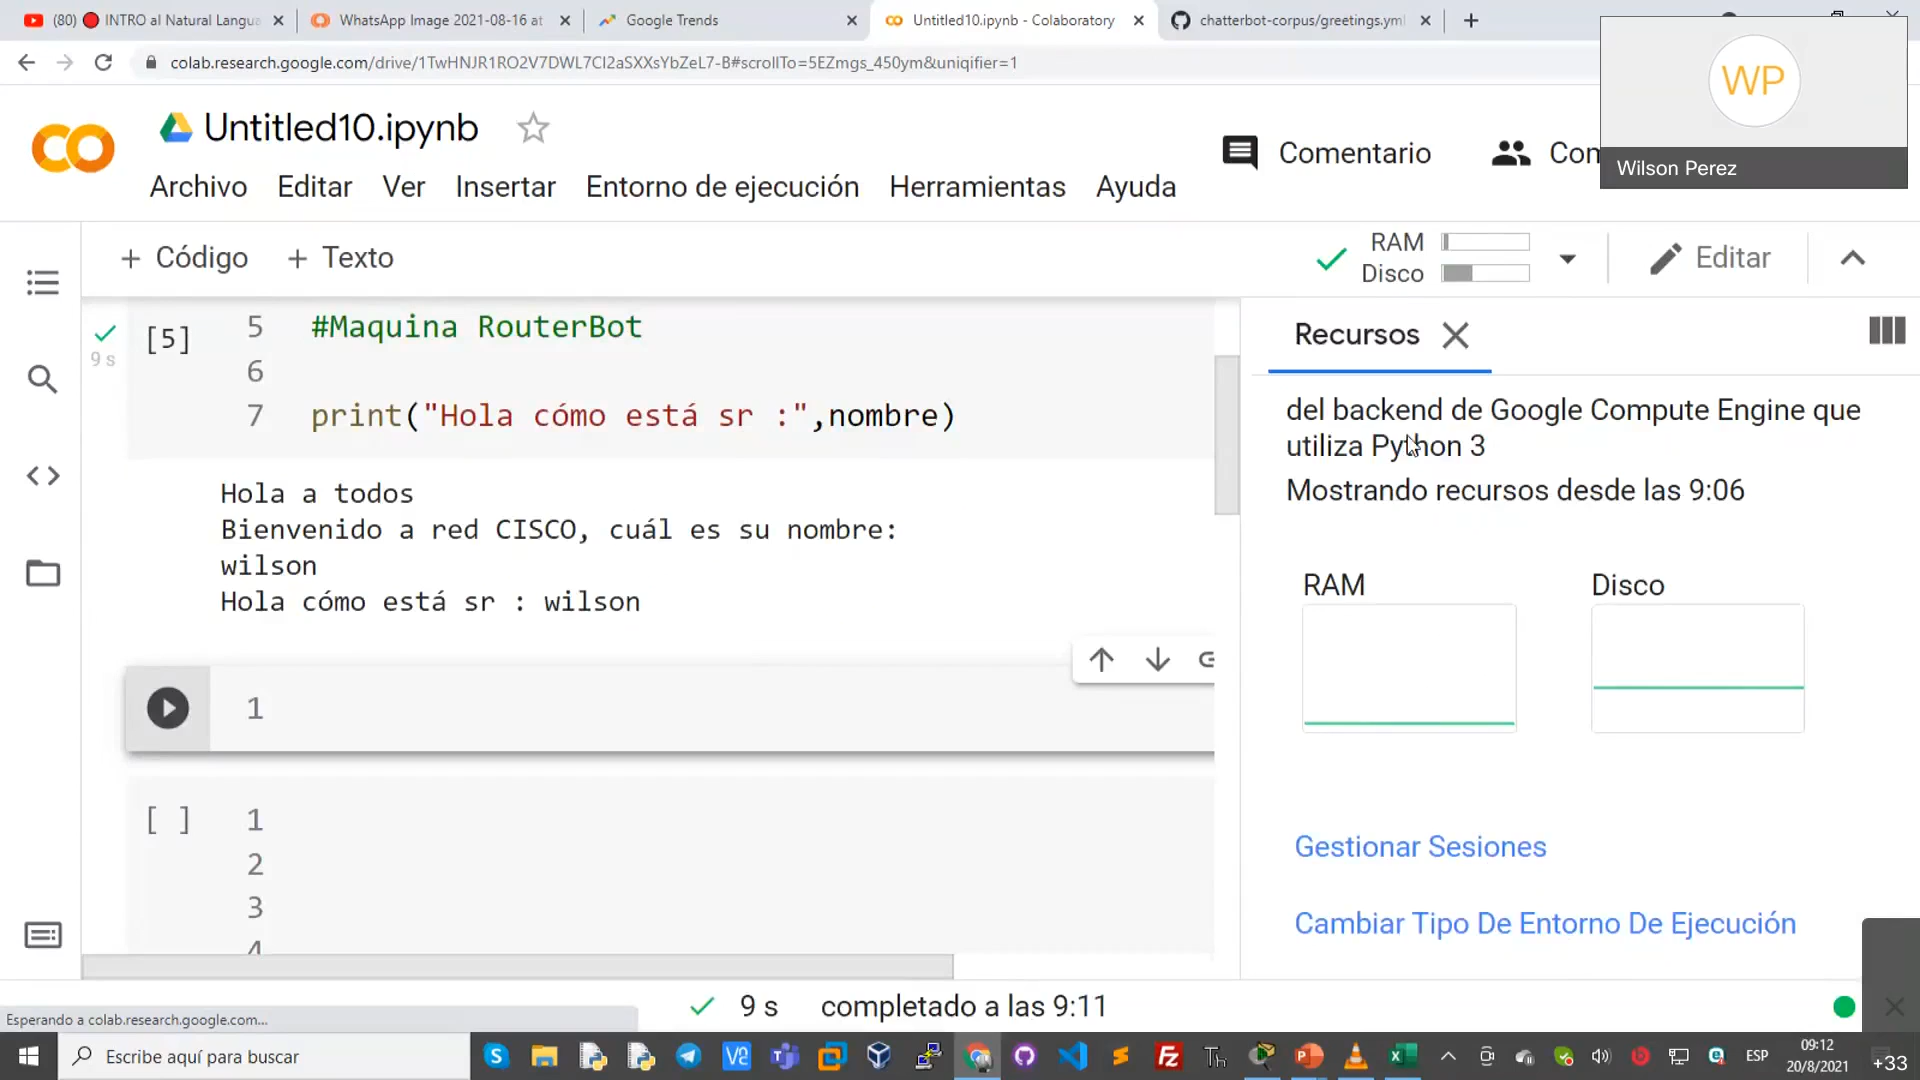 (80) 🔴 INTRO al Natural Langua
WhatsApp Image 2021-08-16 at
Google Trends
Untitled10.ipynb - Colaboratory
chatterbot-corpus/greetings.yml
colab.research.google.com/drive/1TwHNJR1RO2V7DWL7CI2aSXXsYbZeL7-B#scrollTo=5EZmgs_450ym&uniqifier=1
WP
Wilson Perez
Untitled10.ipynb
Comentario
Com
Archivo Editar Ver Insertar Entorno de ejecución Herramientas Ayuda
+ Código + Texto
RAM
Disco
Editar
9 s
[5]
5 #Maquina RouterBot
6
7 print("Hola cómo está sr :",nombre)
Hola a todos
Bienvenido a red CISCO, cuál es su nombre:
wilson
Hola cómo está sr : wilson
1
[ ] 1
2
3
4
Recursos
del backend de Google Compute Engine que
utiliza Python 3
Mostrando recursos desde las 9:06
RAM Disco
Gestionar Sesiones
Cambiar Tipo De Entorno De Ejecución
9 s completado a las 9:11
Esperando a colab.research.google.com...
Escribe aquí para buscar
ESP
09:12
20/8/2021
+33